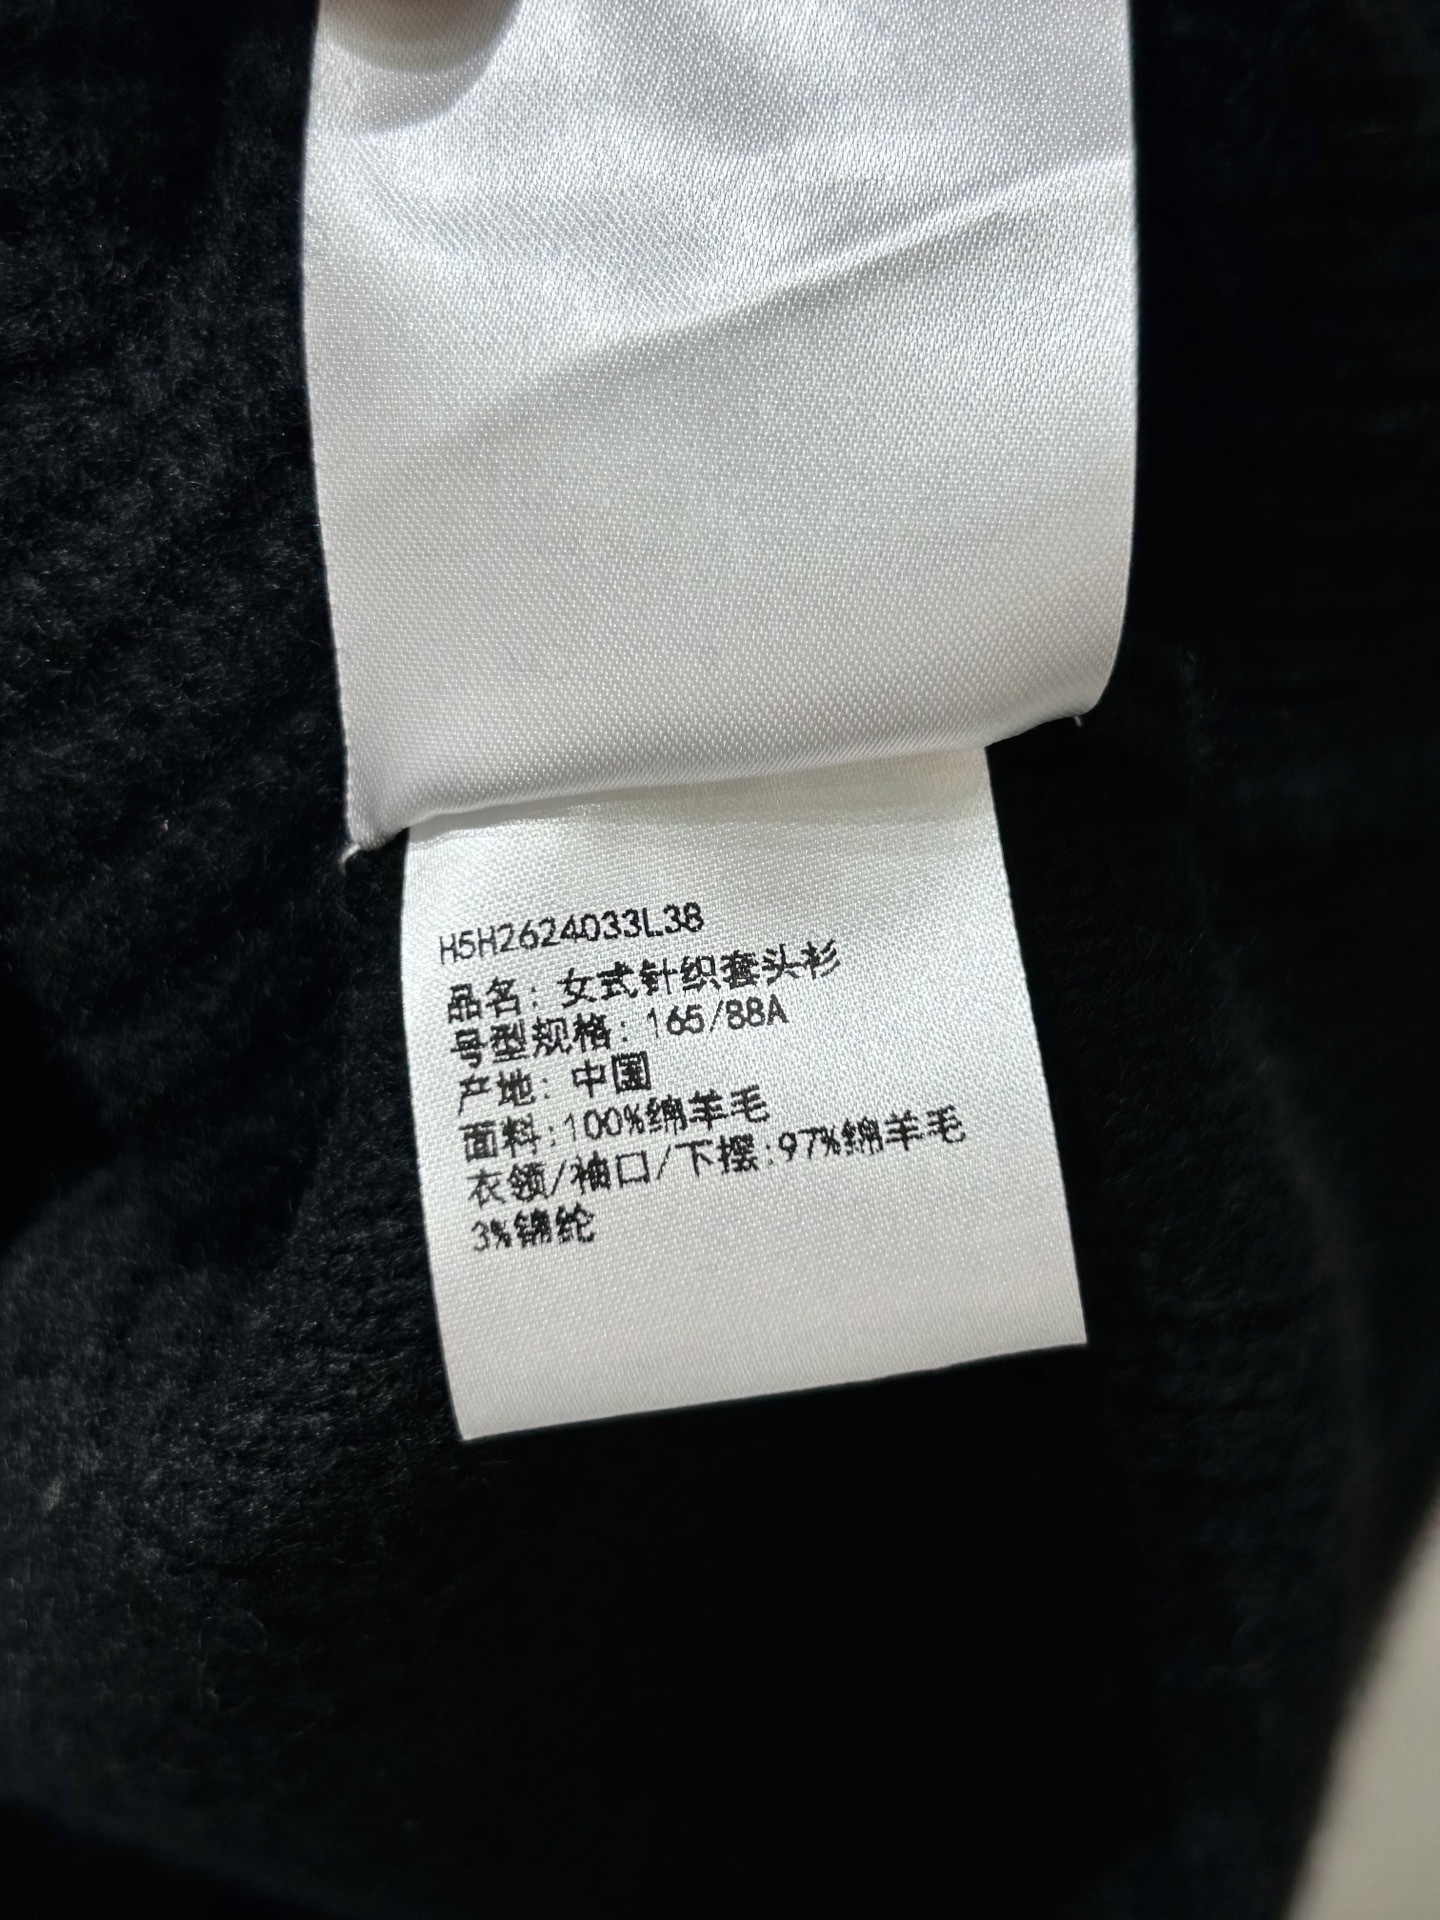 H5H2624033L38
品名: 女式针织套头衫
号型规格: 165/88A
产地: 中国
面料:100%绵羊毛
衣领/袖口/下摆:97%绵羊毛
3%锦纶